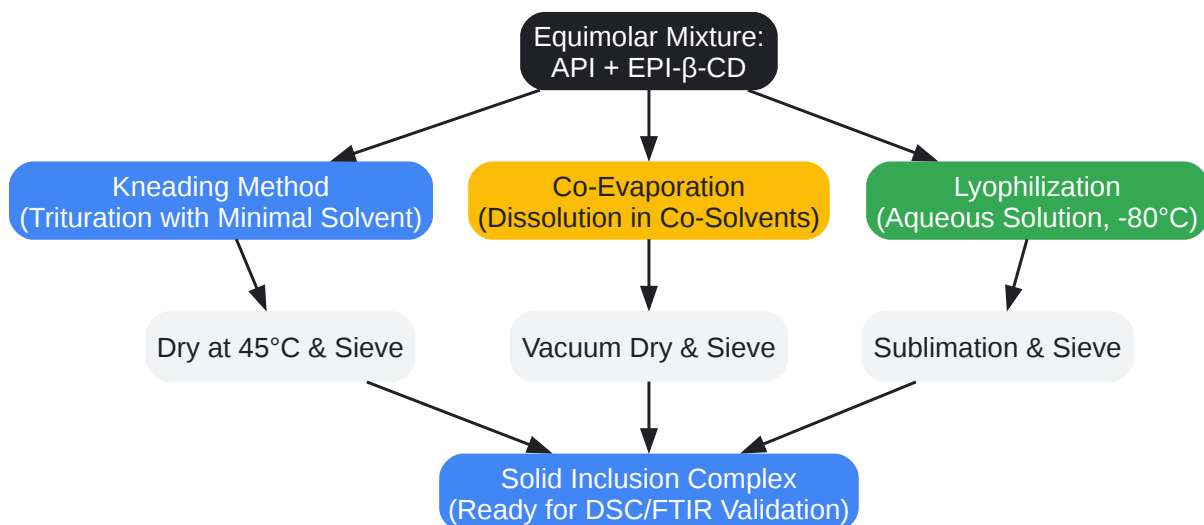 Equimolar Mixture:
API + EPI-β-CD
Kneading Method
(Trituration with Minimal Solvent)
Co-Evaporation
(Dissolution in Co-Solvents)
Lyophilization
(Aqueous Solution, -80°C)
Dry at 45°C & Sieve
Vacuum Dry & Sieve
Sublimation & Sieve
Solid Inclusion Complex
(Ready for DSC/FTIR Validation)